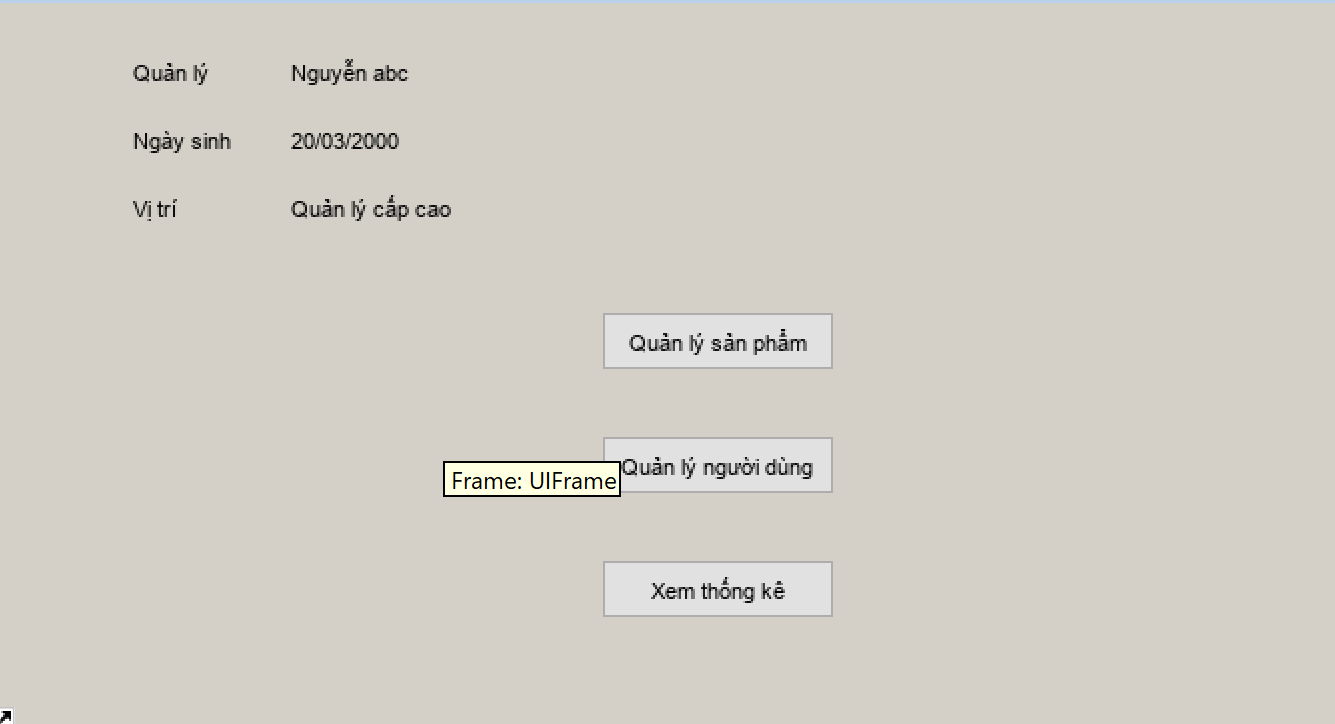 Quản lý Nguyễn abc
Ngày sinh 20/03/2000
Vị trí Quản lý cấp cao
Quản lý sản phẩm
Quản lý người dùng
Frame: UIFrame
Xem thống kê